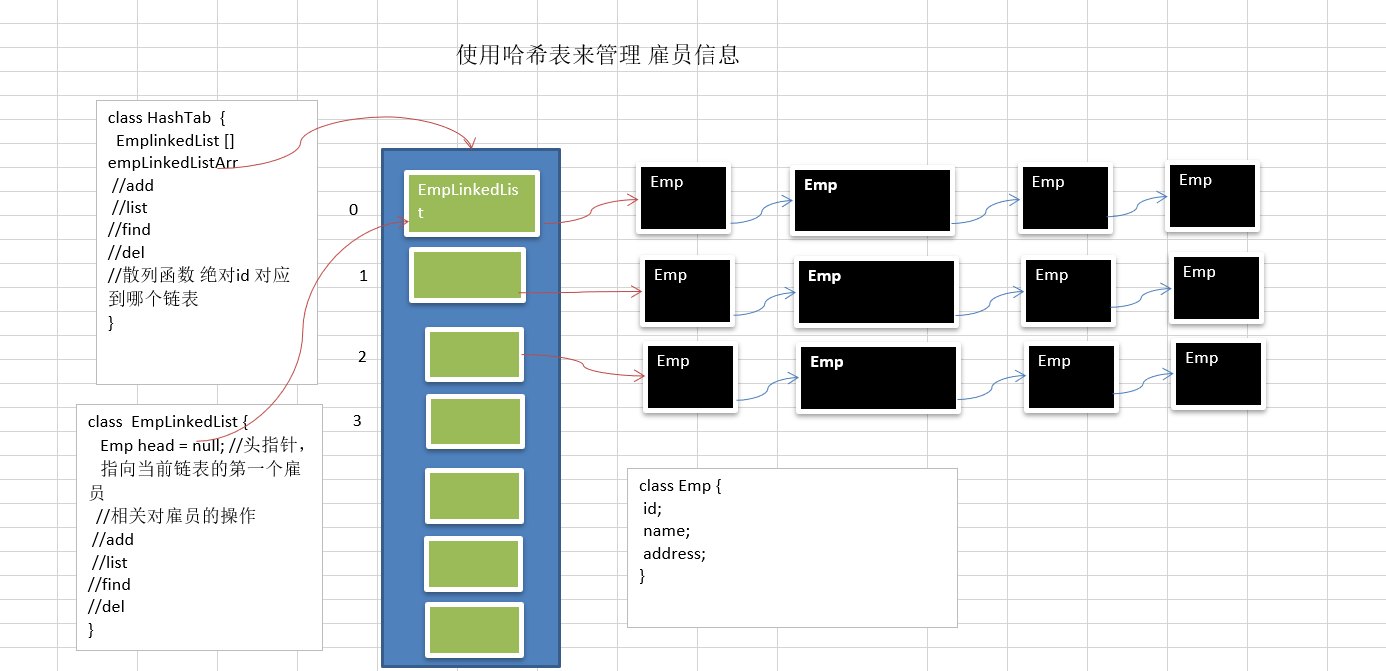 使用哈希表来管理 雇员信息
class HashTab {
EmplinkedList []
empLinkedListArr
//add
//list
//find
//del
//散列函数 绝对id 对应
到哪个链表
}
class EmpLinkedList {
Emp head = null; //头指针，
指向当前链表的第一个雇
员
//相关对雇员的操作
//add
//list
//find
//del
}
0
1
2
3
EmpLinkedLis
t
Emp
Emp
Emp
Emp
Emp
Emp
Emp
Emp
Emp
Emp
Emp
Emp
class Emp {
id;
name;
address;
}